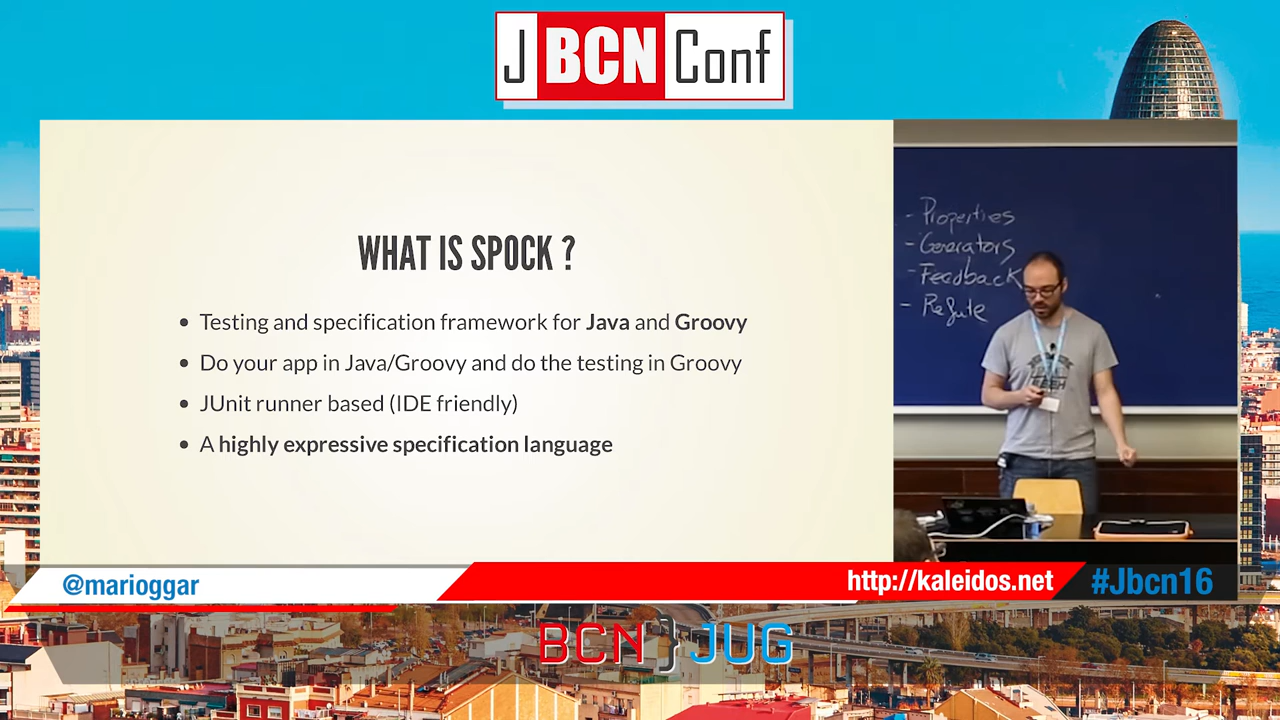 J BCN Conf
WHAT IS SPOCK ?
• Testing and specification framework for Java and Groovy
• Do your app in Java/Groovy and do the testing in Groovy
• JUnit runner based (IDE friendly)
• A highly expressive specification language
- Properties
- Generators
- Feedback
- Refute
@marioggar
http://kaleidos.net
#Jbcn16
BCN}JUG